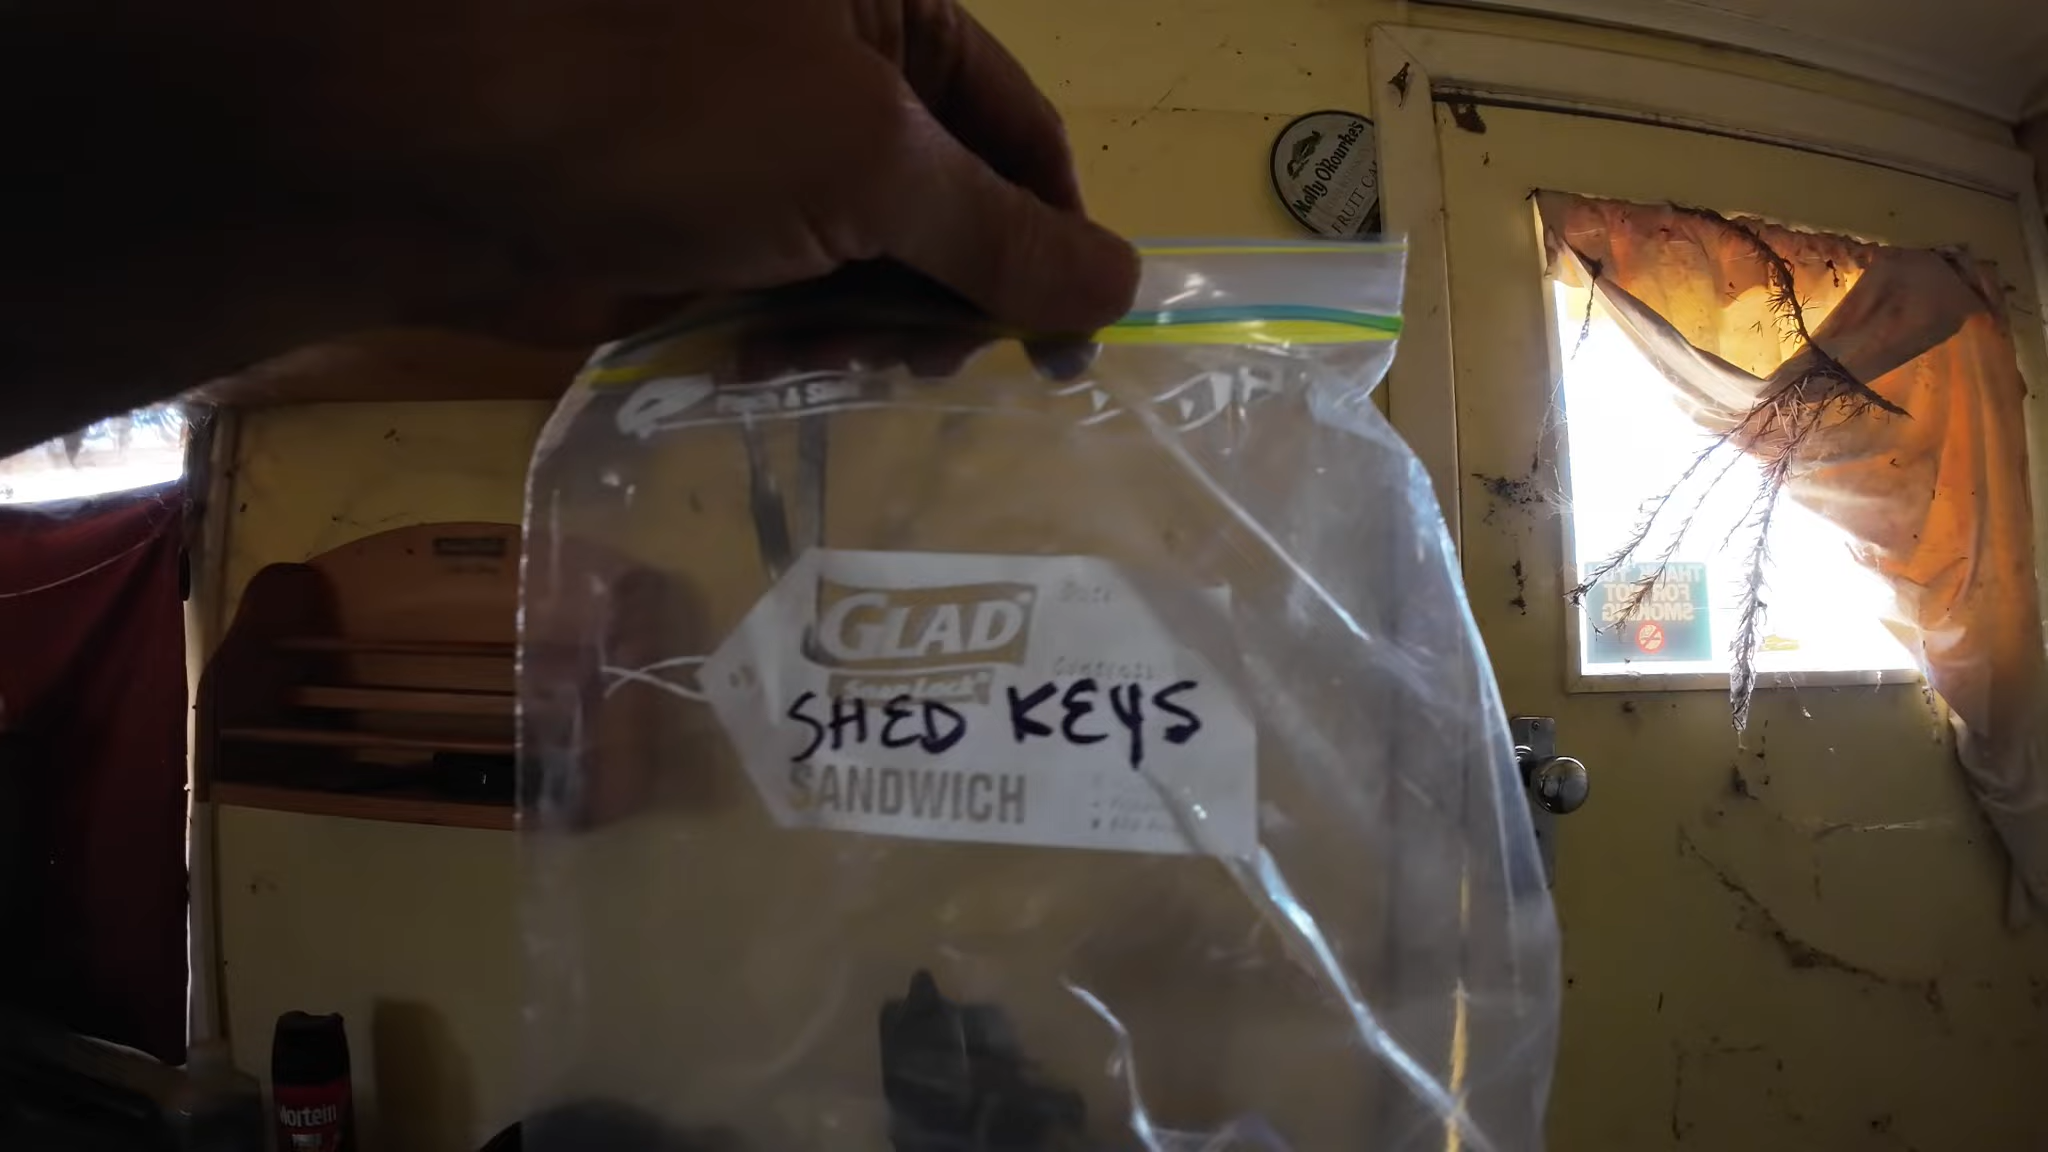 Molly O'Rourke's
FRUIT CA
GLAD
SHED KEYS
SANDWICH
THANK YOU
FOR NOT
SMOKING
Mortein